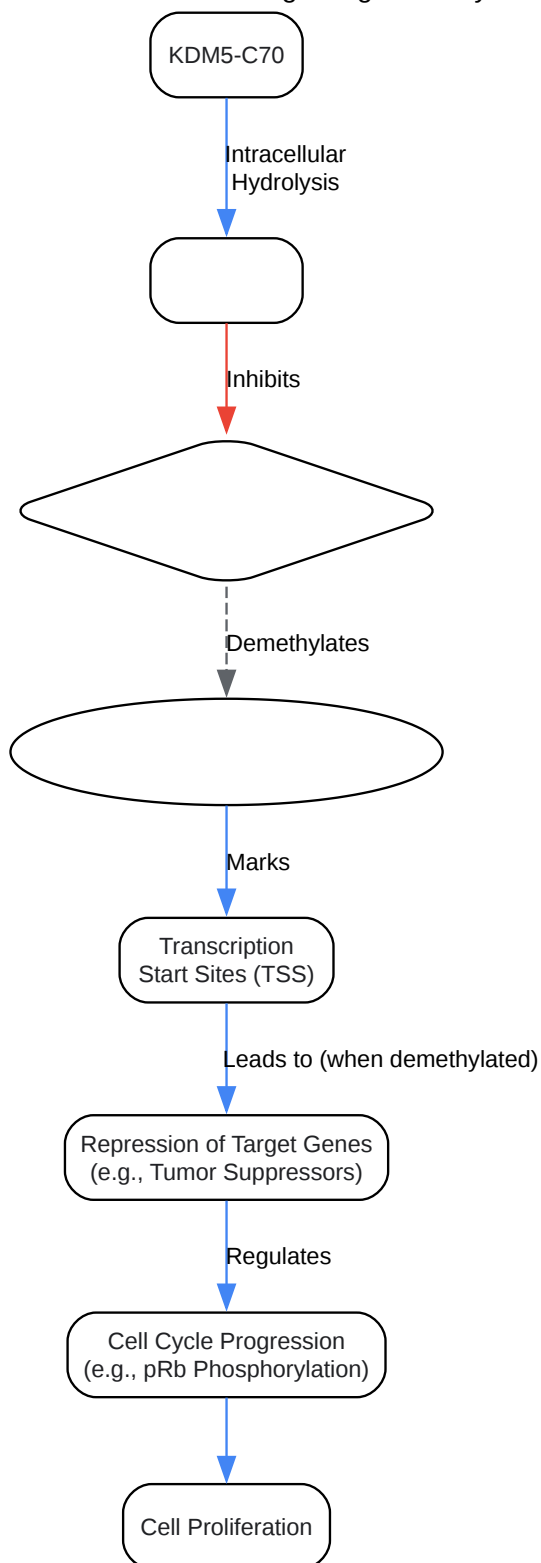 KDM5-C70
Intracellular
Hydrolysis
Inhibits
Demethylates
Marks
Transcription
Start Sites (TSS)
Leads to (when demethylated)
Repression of Target Genes
(e.g., Tumor Suppressors)
Regulates
Cell Cycle Progression
(e.g., pRb Phosphorylation)
Cell Proliferation